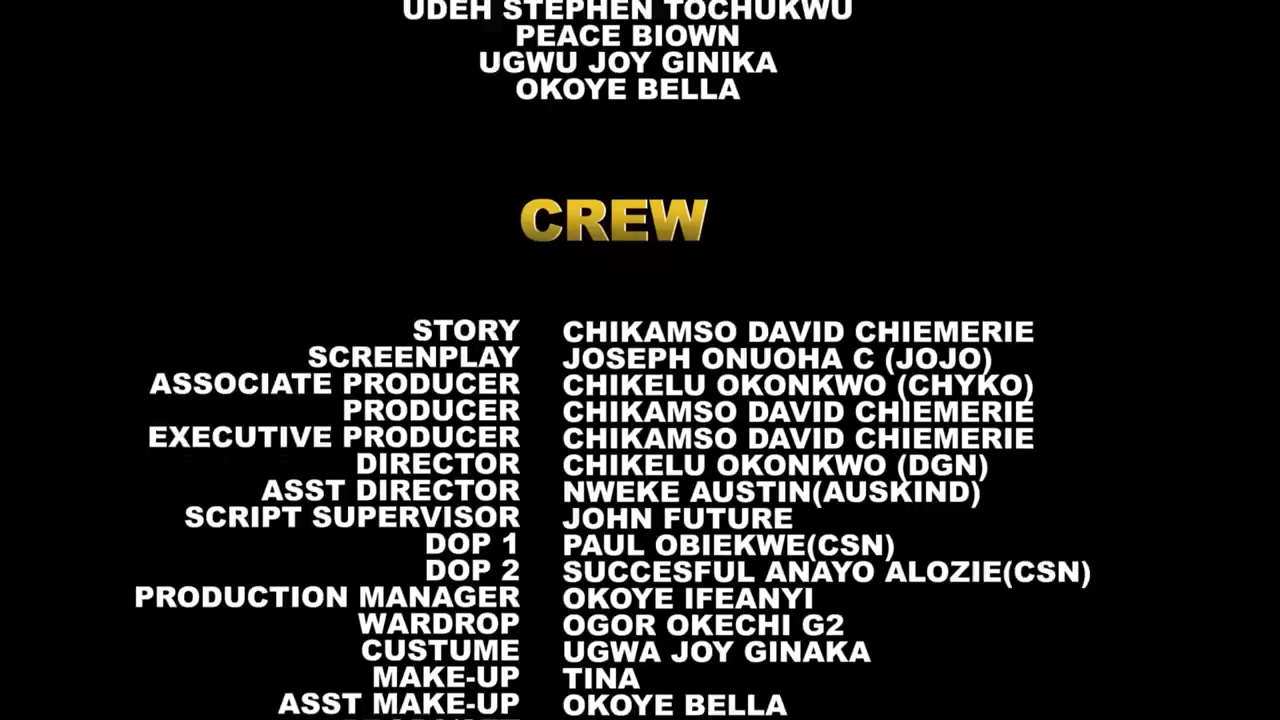 UDEH STEPHEN TOCHUKWU
PEACE BIOWN
UGWU JOY GINIKA
OKOYE BELLA
CREW
STORY CHIKAMSO DAVID CHIEMERIE
SCREENPLAY JOSEPH ONUOHA C (JOJO)
ASSOCIATE PRODUCER CHIKELU OKONKWO (CHYKO)
PRODUCER CHIKAMSO DAVID CHIEMERIE
EXECUTIVE PRODUCER CHIKAMSO DAVID CHIEMERIE
DIRECTOR CHIKELU OKONKWO (DGN)
ASST DIRECTOR NWEKE AUSTIN(AUSKIND)
SCRIPT SUPERVISOR JOHN FUTURE
DOP 1 PAUL OBIEKWE(CSN)
DOP 2 SUCCESFUL ANAYO ALOZIE(CSN)
PRODUCTION MANAGER OKOYE IFEANYI
WARDROP OGOR OKECHI G2
CUSTUME UGWA JOY GINAKA
MAKE-UP TINA
ASST MAKE-UP OKOYE BELLA